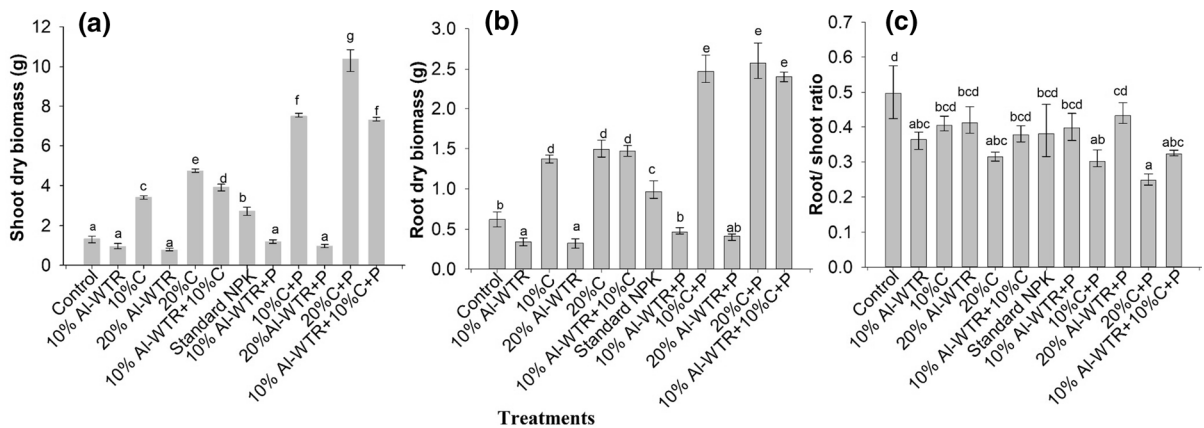 (a)
Shoot dry biomass (g)
12
10
8
6
4
2
0
a
a
c
a
e
d
b
a
f
a
g
f
Control
10% Al-WTR
10%C
20% Al-WTR
20%C
10% Al-WTR+10%C
Standard NPK
10% Al-WTR+P
10%C+P
20%Al-WTR+P
20%C+P
10% Al-WTR+10%C+P
(b)
Root dry biomass (g)
3.0
2.5
2.0
1.5
1.0
0.5
0.0
b
a
d
a
d
d
c
b
e
ab
e
e
Control
10% Al-WTR
10%C
20% Al-WTR
20%C
10% Al-WTR+10%C
Standard NPK
10% Al-WTR+P
10%C+P
20% Al-WTR+P
20%C+P
10% Al-WTR+10%C+P
(c)
Root/ shoot ratio
0.7
0.6
0.5
0.4
0.3
0.2
0.1
0.0
d
abc
bcd
bcd
abc
bcd
bcd
bcd
ab
cd
a
abc
Control
10% Al-WTR
10%C
20% Al-WTR
20%C
10% Al-WTR+10%C
Standard NPK
10% Al-WTR+P
10%C+P
20% Al-WTR+P
20%C+P
10% Al-WTR+10%C+P
Treatments